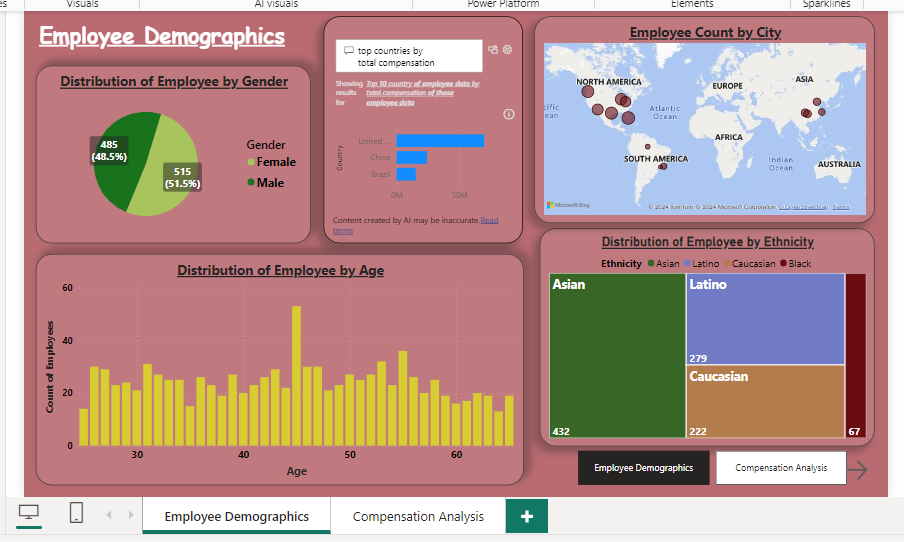 Visuals
AI visuals
Power Platform
Elements
Sparklines
Employee Demographics
Distribution of Employee by Gender
485
(48.5%)
515
(51.5%)
Gender
Female
Male
top countries by
total compensation
Showing
results
for
Top 10 country of employee data by
total compensation of those
employee data
Country
United ...
China
Brazil
0M
50M
Content created by AI may be inaccurate. Read
terms
Employee Count by City
NORTH AMERICA
EUROPE
ASIA
Atlantic
Ocean
AFRICA
SOUTH AMERICA
Indian
Ocean
AUSTRALIA
Microsoft Bing
© 2024 TomTom, © 2024 Microsoft Corporation, © OpenStreetMap Terms
Distribution of Employee by Age
Count of Employees
60
40
20
0
30
40
50
60
Age
Distribution of Employee by Ethnicity
Ethnicity
Asian
Latino
Caucasian
Black
Asian
432
Latino
279
Caucasian
222
67
Employee Demographics
Compensation Analysis
Employee Demographics
Compensation Analysis
+